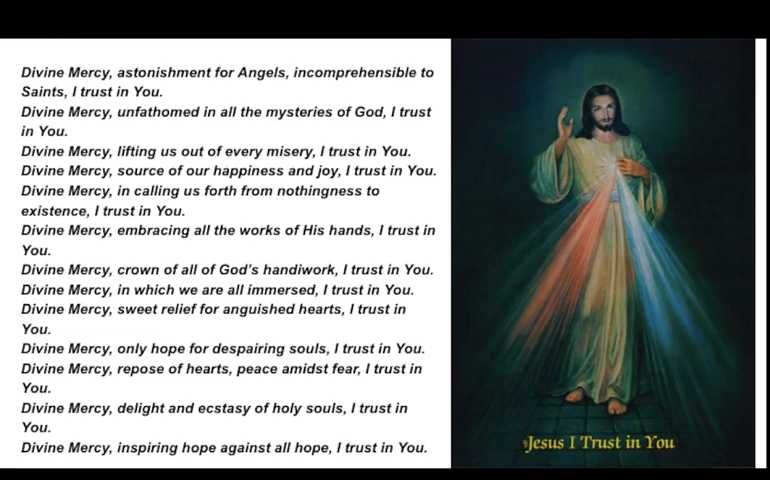 Divine Mercy, astonishment for Angels, incomprehensible to
Saints, I trust in You.
Divine Mercy, unfathomed in all the mysteries of God, I trust
in You.
Divine Mercy, lifting us out of every misery, I trust in You.
Divine Mercy, source of our happiness and joy, I trust in You.
Divine Mercy, in calling us forth from nothingness to
existence, I trust in You.
Divine Mercy, embracing all the works of His hands, I trust in
You.
Divine Mercy, crown of all of God's handiwork, I trust in You.
Divine Mercy, in which we are all immersed, I trust in You.
Divine Mercy, sweet relief for anguished hearts, I trust in
You.
Divine Mercy, only hope for despairing souls, I trust in You.
Divine Mercy, repose of hearts, peace amidst fear, I trust in
You.
Divine Mercy, delight and ecstasy of holy souls, I trust in
You.
Divine Mercy, inspiring hope against all hope, I trust in You.
Jesus I Trust in You